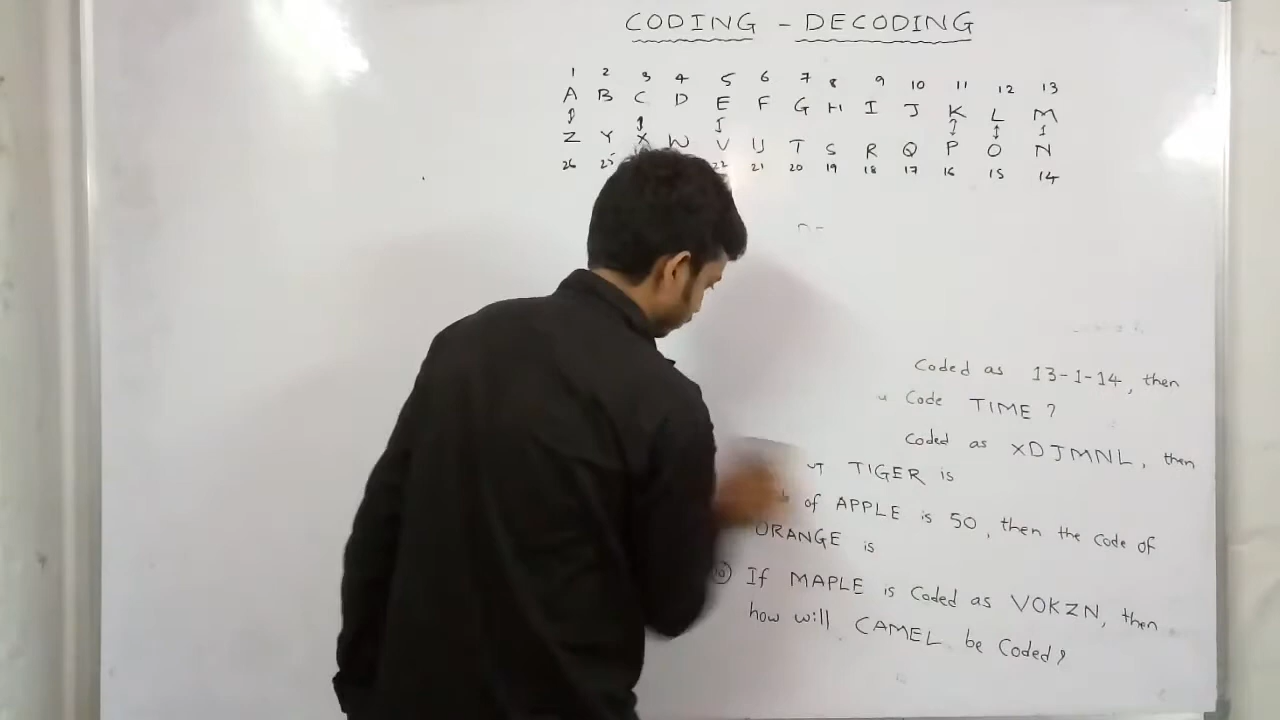 CODING - DECODING
1 2 3 4 5 6 7 8 9 10 11 12 13
A B C D E F G H I J K L M
Z Y X W V U T S R Q P O N
26 25 22 21 20 19 18 17 16 15 14
Coded as 13-1-14, then
Code TIME ?
Coded as XDJMNL, then
TIGER is
of APPLE is 50, then the code of
ORANGE is
If MAPLE is Coded as VOKZN, then
how will CAMEL be Coded ?